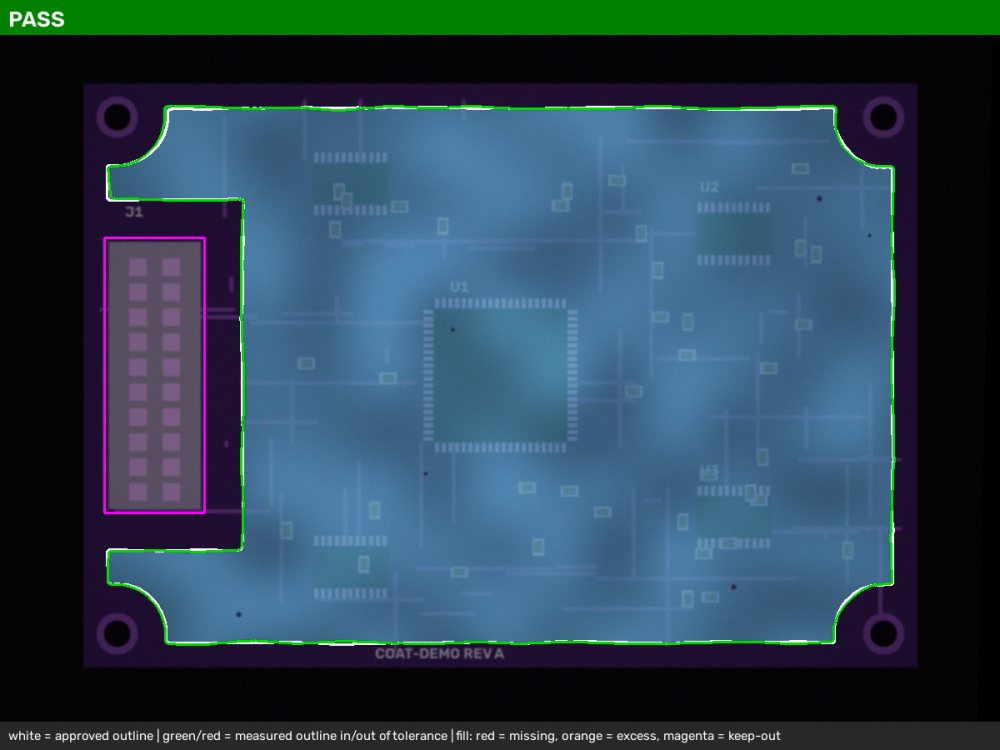 PASS
J1
U2
U1
U3
COAT-DEMO REV A
white = approved outline | green/red = measured outline in/out of tolerance | fill: red = missing, orange = excess, magenta = keep-out